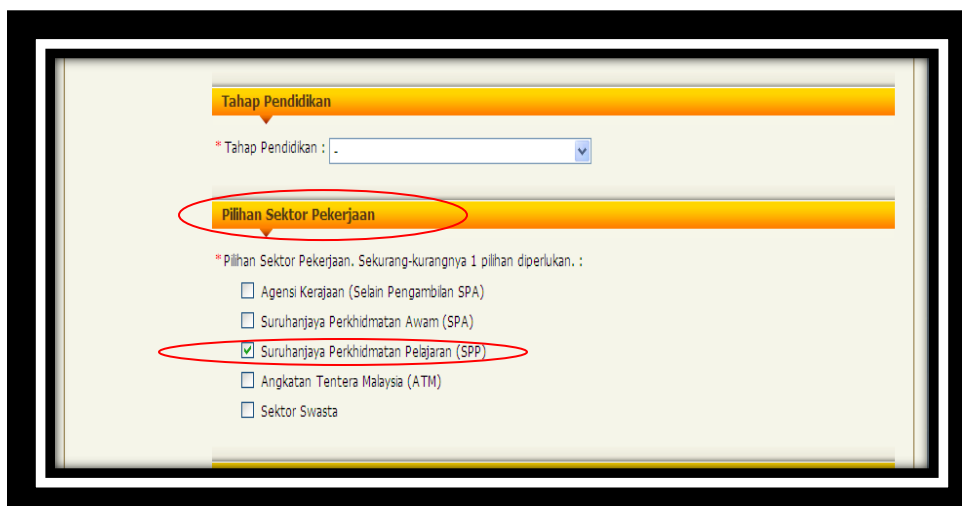 Tahap Pendidikan
* Tahap Pendidikan : -
Pilihan Sektor Pekerjaan
* Pilihan Sektor Pekerjaan. Sekurang-kurangnya 1 pilihan diperlukan. :
Agensi Kerajaan (Selain Pengambilan SPA)
Suruhanjaya Perkhidmatan Awam (SPA)
Suruhanjaya Perkhidmatan Pelajaran (SPP)
Angkatan Tentera Malaysia (ATM)
Sektor Swasta